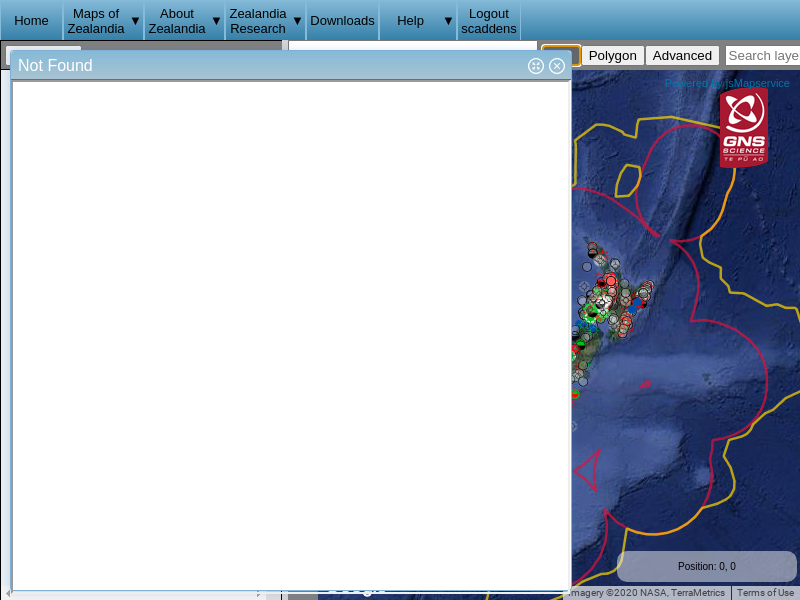 Home
Maps of
Zealandia ▼
About
Zealandia ▼
Zealandia
Research ▼
Downloads
Help ▼
Logout
scaddens
Not Found
Polygon
Advanced
Search laye
Powered by jsMapservice
GNS
SCIENCE
TE PŪ AO
Position: 0, 0
Imagery ©2020 NASA, TerraMetrics
Terms of Use